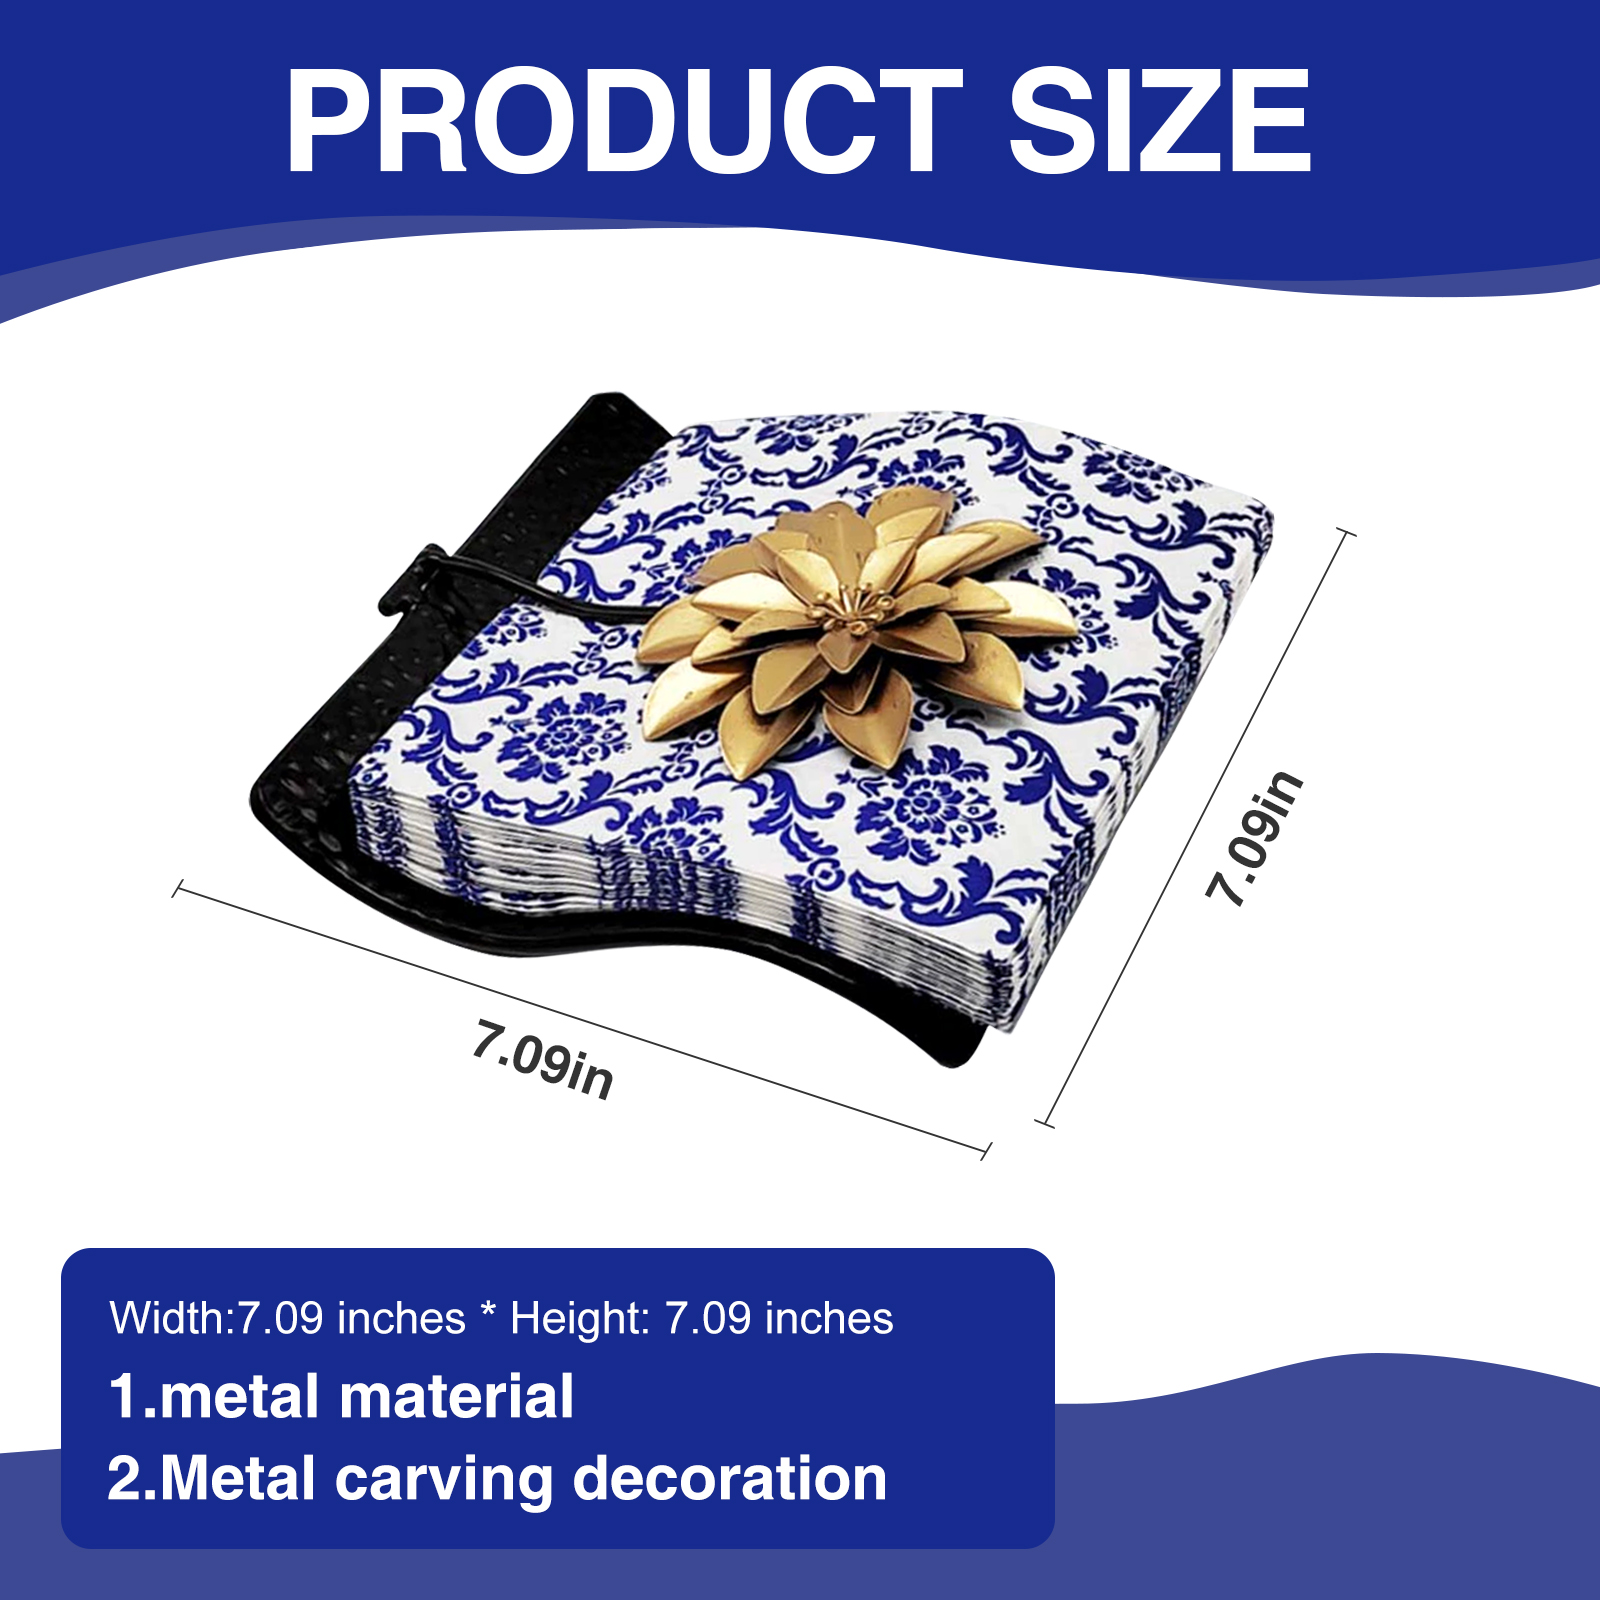 PRODUCT SIZE
7.09in
7.09in
Width:7.09 inches * Height: 7.09 inches
1.metal material
2.Metal carving decoration